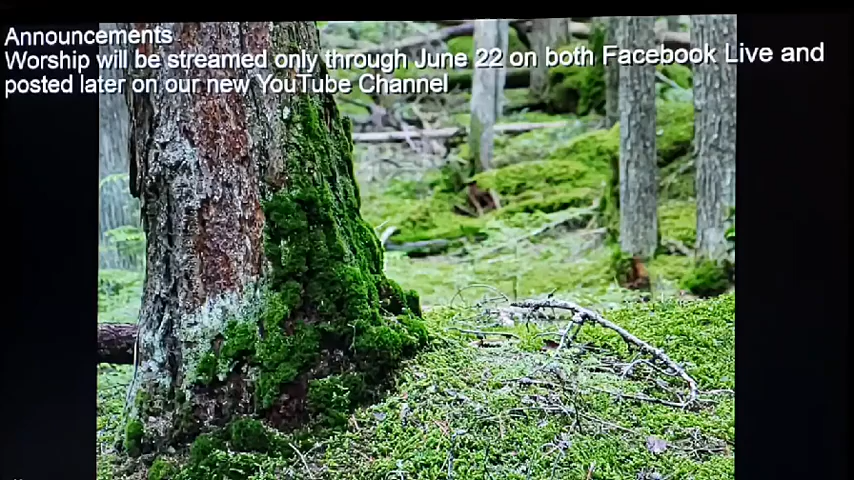 Announcements
Worship will be streamed only through June 22 on both Facebook Live and
posted later on our new YouTube Channel